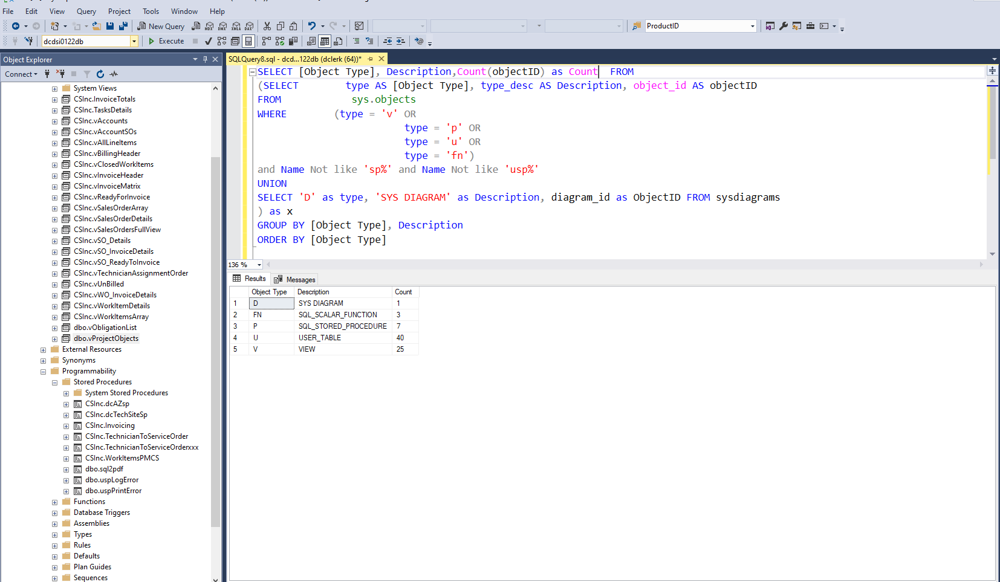 File Edit View Query Project Tools Window Help
New Query MDX DMX XMLA DAX ProductID
dcdsi0122db Execute
Object Explorer
Connect
System Views
CSInc.InvoiceTotals
CSInc.TasksDetails
CSInc.vAccounts
CSInc.vAccountSOs
CSInc.vAllLineItems
CSInc.vBillingHeader
CSInc.vClosedWorkItems
CSInc.vInvoiceHeader
CSInc.vInvoiceMatrix
CSInc.vReadyForInvoice
CSInc.vSalesOrderArray
CSInc.vSalesOrderDetails
CSInc.vSalesOrdersFullView
CSInc.vSO_Details
CSInc.vSO_InvoiceDetails
CSInc.vSO_ReadyToInvoice
CSInc.vTechnicianAssignmentOrder
CSInc.vUnBilled
CSInc.vWO_InvoiceDetails
CSInc.vWorkItemDetails
CSInc.vWorkItemsArray
dbo.vObligationList
dbo.vProjectObjects
External Resources
Synonyms
Programmability
Stored Procedures
System Stored Procedures
CSInc.dcAZsp
CSInc.dcTechSiteSp
CSInc.Invoicing
CSInc.TechnicianToServiceOrder
CSInc.TechnicianToServiceOrderxxx
CSInc.WorkItemsPMCS
dbo.sql2pdf
dbo.uspLogError
dbo.uspPrintError
Functions
Database Triggers
Assemblies
Types
Rules
Defaults
Plan Guides
Sequences
SQLQuery8.sql - dcd...122db (dclerk (64))*
SELECT [Object Type], Description,Count(objectID) as Count FROM
(SELECT type AS [Object Type], type_desc AS Description, object_id AS objectID
FROM sys.objects
WHERE (type = 'v' OR
type = 'p' OR
type = 'u' OR
type = 'fn')
and Name Not like 'sp%' and Name Not like 'usp%'
UNION
SELECT 'D' as type, 'SYS DIAGRAM' as Description, diagram_id as ObjectID FROM sysdiagrams
) as x
GROUP BY [Object Type], Description
ORDER BY [Object Type]
136 %
Results Messages
Object Type Description Count
1 D SYS DIAGRAM 1
2 FN SQL_SCALAR_FUNCTION 3
3 P SQL_STORED_PROCEDURE 7
4 U USER_TABLE 40
5 V VIEW 25